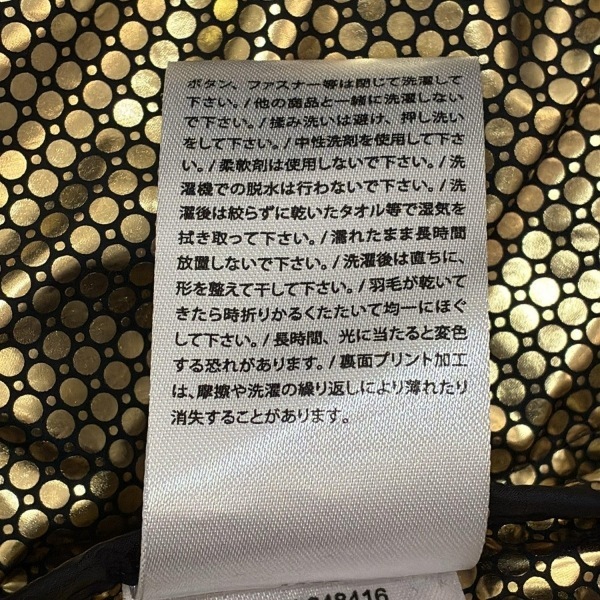 ボタン、ファスナー等は閉じて洗濯して
下さい。/他の商品と一緒に洗濯しない
で下さい。/揉み洗いは避け、押し洗い
をして下さい。/中性洗剤を使用して下さ
い。/柔軟剤は使用しないで下さい。/洗
濯機での脱水は行わないで下さい。/洗
濯後は絞らずに乾いたタオル等で湿気を
拭き取って下さい。/濡れたまま長時間
放置しないで下さい。/洗濯後は直ちに、
形を整えて干して下さい。/羽毛が乾いて
きたら時折りかるくたたいて均一にほぐ
して下さい。/長時間、光に当たると変色
する恐れがあります。/裏面プリント加工
は、摩擦や洗濯の繰り返しにより薄れたり
消失することがあります。